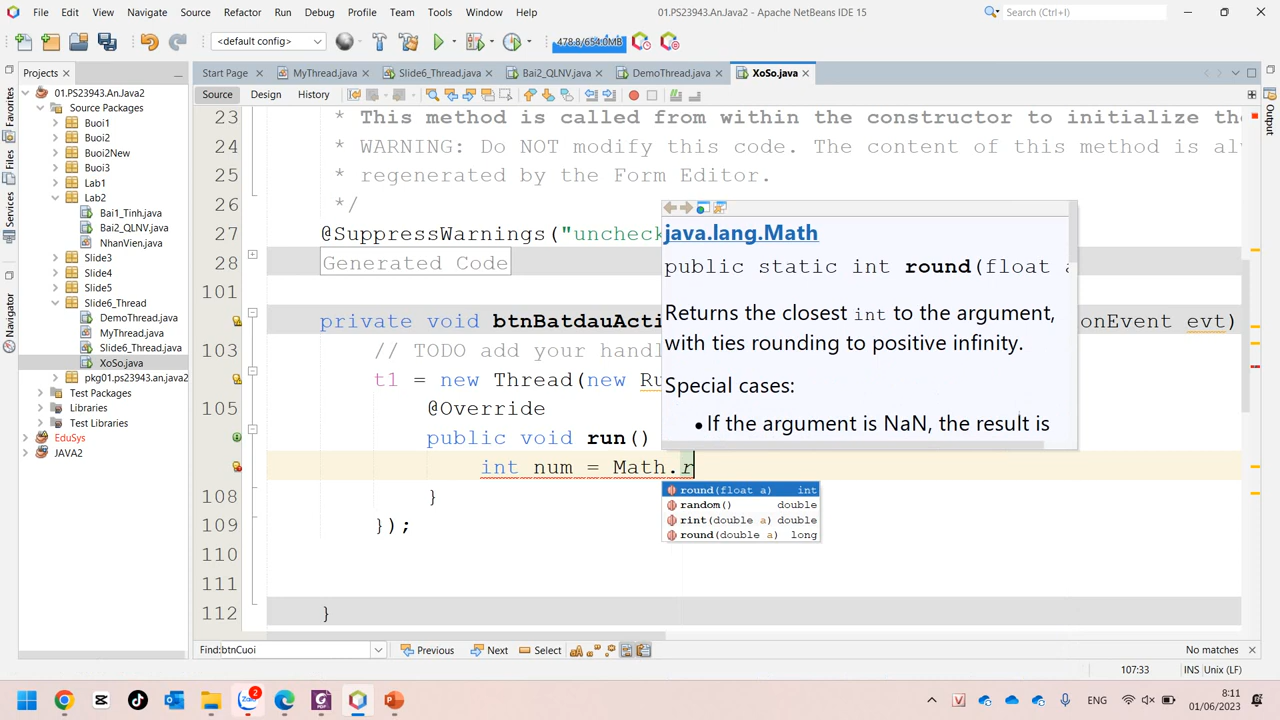 File Edit View Navigate Source Refactor Run Debug Profile Team Tools Window Help 01.PS23943.AnJava2 - Apache NetBeans IDE 15 Search (Ctrl+I)
<default config> 478.8/654.0MB
Projects Start Page MyThread.java Slide6_Thread.java Bai2_QLNV.java DemoThread.java XoSo.java
Source Design History
Favorites
Files
Services
Navigator
Output
01.PS23943.An.Java2
Source Packages
Buoi1
Buoi2
Buoi2New
Buoi3
Lab1
Lab2
Bai1_Tinh.java
Bai2_QLNV.java
NhanVien.java
Slide3
Slide4
Slide5
Slide6_Thread
DemoThread.java
MyThread.java
Slide6_Thread.java
XoSo.java
pkg01.ps23943.an.java2
Test Packages
Libraries
Test Libraries
EduSys
JAVA2
23 * This method is called from within the constructor to initialize the
24 * WARNING: Do NOT modify this code. The content of this method is al
25 * regenerated by the Form Editor.
26 */
27 @SuppressWarnings("uncheck
28 Generated Code
101
private void btnBatdauActi onEvent evt)
103 // TODO add your handl
t1 = new Thread(new Ru
105 @Override
public void run()
int num = Math.r
108 }
109 });
110
111
112 }
java.lang.Math
public static int round(float a
Returns the closest int to the argument,
with ties rounding to positive infinity.
Special cases:
• If the argument is NaN, the result is
round(float a) int
random() double
rint(double a) double
round(double a) long
Find:btnCuoi Previous Next Select No matches
107:33 INS Unix (LF)
2 ENG 8:11
01/06/2023